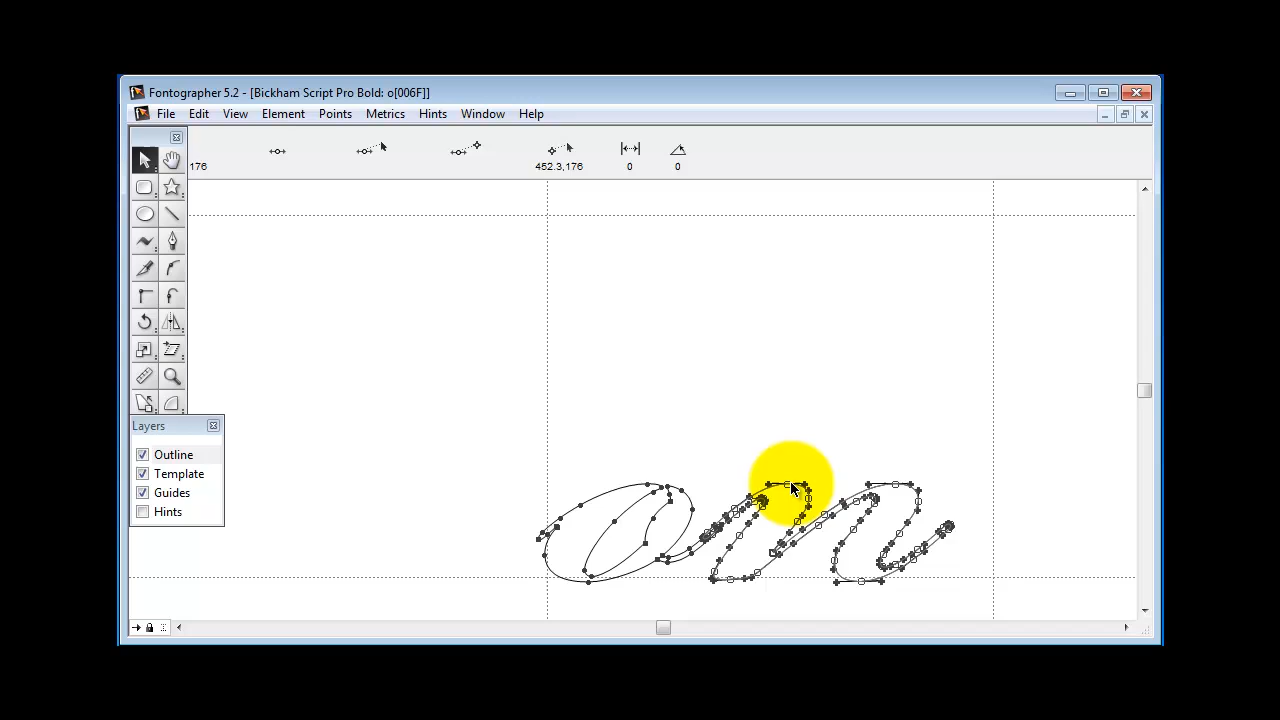 Fontographer 5.2 - [Bickham Script Pro Bold: o[006F]]
File Edit View Element Points Metrics Hints Window Help
176 452.3,176 0 0
Layers
Outline
Template
Guides
Hints
on